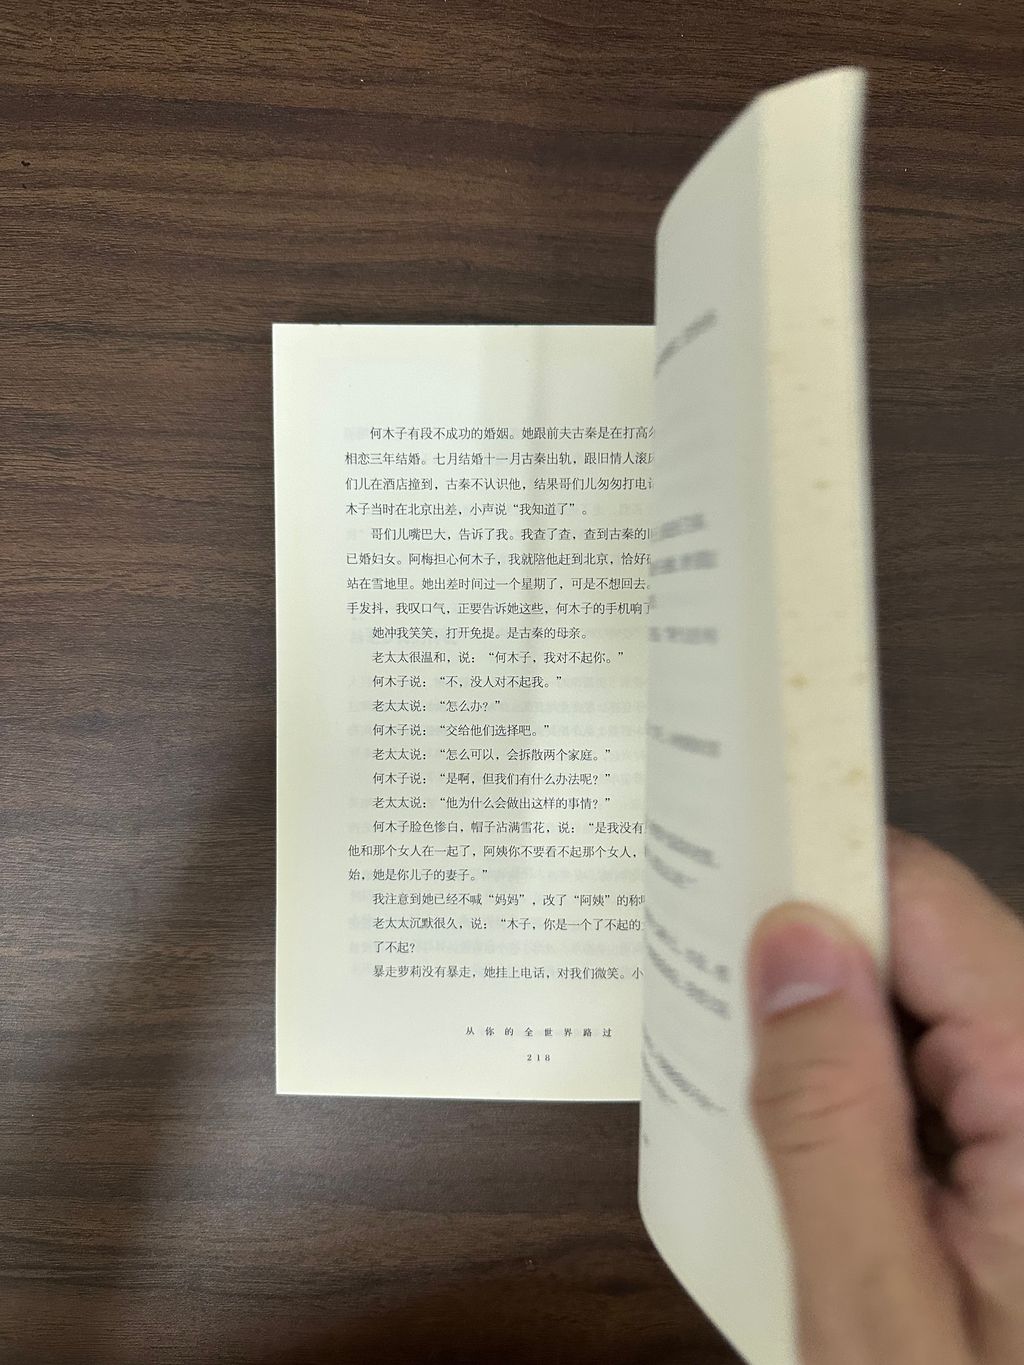 何木子有段不成功的婚姻。她跟前夫古秦是在打高
相恋三年结婚。七月结婚十一月古秦出轨，跟旧情人滚
们儿在酒店撞到，古秦不认识他，结果哥们儿匆匆打电
木子当时在北京出差，小声说“我知道了”。
哥们儿嘴巴大，告诉了我。我查了查，查到古秦的
已婚妇女。阿梅担心何木子，我就陪他赶到北京，恰好
站在雪地里。她出差时间过一个星期了，可是不想回去。
手发抖，我叹口气，正要告诉她这些，何木子的手机响了
她冲我笑笑，打开免提。是古秦的母亲。
老太太很温和，说：“何木子，我对不起你。”
何木子说：“不，没人对不起我。”
老太太说：“怎么办？”
何木子说：“交给他们选择吧。”
老太太说：“怎么可以，会拆散两个家庭。”
何木子说：“是啊，但我们有什么办法呢？”
老太太说：“他为什么会做出这样的事情？”
何木子脸色惨白，帽子沾满雪花，说：“是我没有
他和那个女人在一起了，阿姨你不要看不起那个女人，
始，她是你儿子的妻子。”
我注意到她已经不喊“妈妈”，改了“阿姨”的称
老太太沉默很久，说：“木子，你是一个了不起的
了不起？
暴走萝莉没有暴走，她挂上电话，对我们微笑。小
从你的全世界路过
218